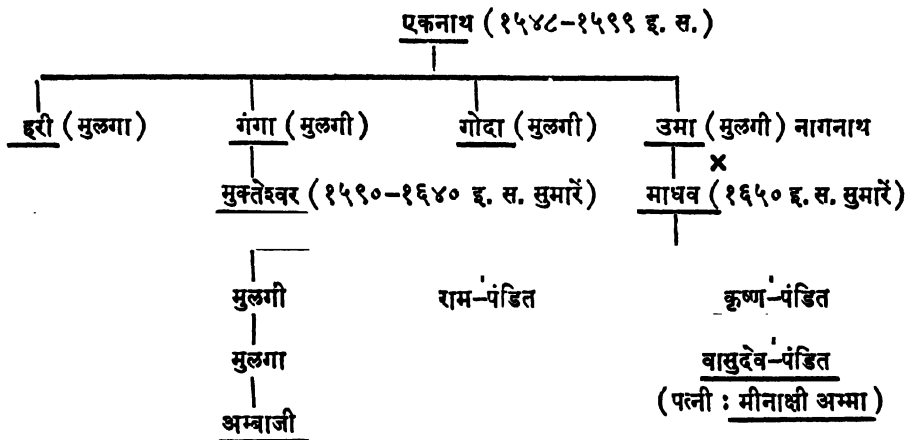 एकनाथ (१५४८-१५९९ इ. स.)
हरी (मुलगा) गंगा (मुलगी) गोदा (मुलगी) उमा (मुलगी) नागनाथ
×
मुक्तेश्वर (१५९०-१६४० इ. स. सुमारें) माधव (१६५० इ. स. सुमारें)
मुलगी राम-पंडित कृष्ण-पंडित
मुलगा वासुदेव-पंडित
(पत्नी : मीनाक्षी अम्मा)
अम्बाजी